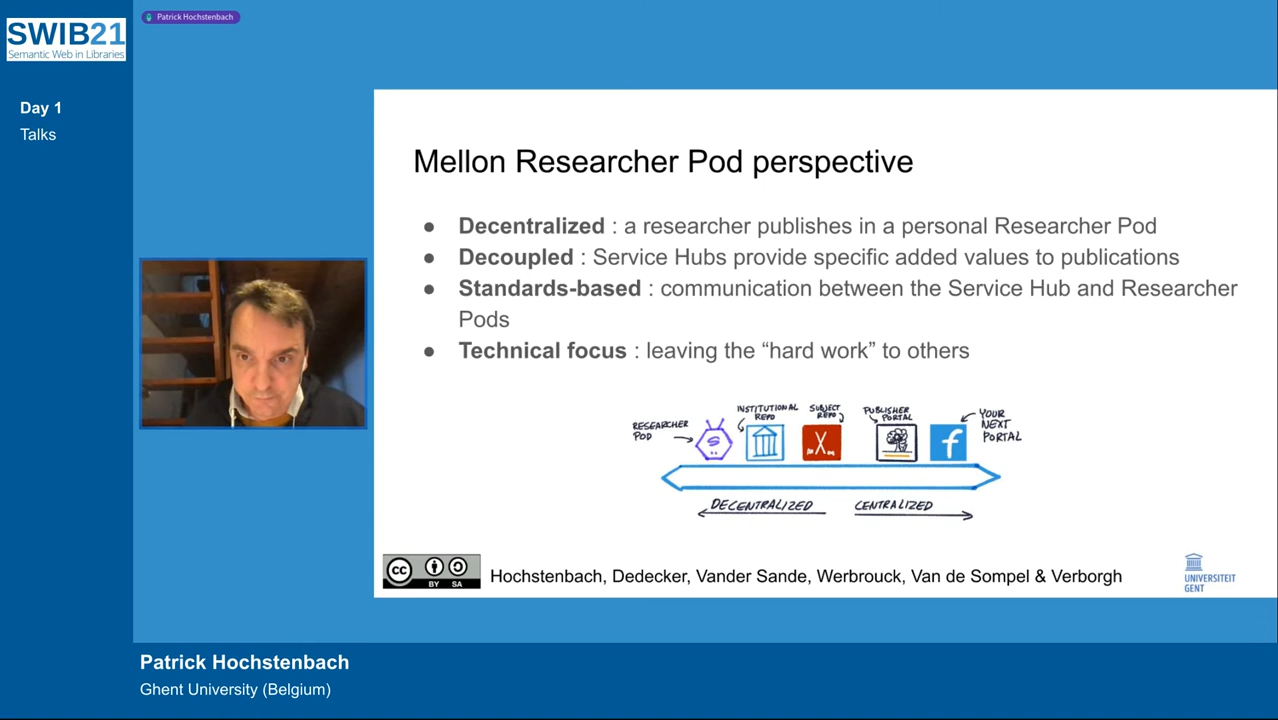 SWIB21
Semantic Web in Libraries
Patrick Hochstenbach
Day 1
Talks
Mellon Researcher Pod perspective
● Decentralized : a researcher publishes in a personal Researcher Pod
● Decoupled : Service Hubs provide specific added values to publications
● Standards-based : communication between the Service Hub and Researcher
Pods
● Technical focus : leaving the “hard work” to others
RESEARCHER
POD
INSTITUTIONAL
REPO
SUBJECT
REPO
PUBLISHER
PORTAL
YOUR
NEXT
PORTAL
S
X
f
DECENTRALIZED
CENTRALIZED
cc
BY SA
Hochstenbach, Dedecker, Vander Sande, Werbrouck, Van de Sompel & Verborgh
UNIVERSITEIT
GENT
Patrick Hochstenbach
Ghent University (Belgium)